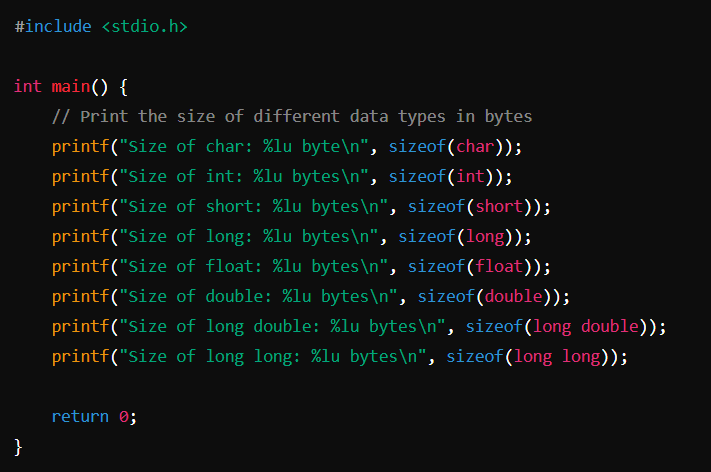 #include <stdio.h>

int main() {
    // Print the size of different data types in bytes
    printf("Size of char: %lu byte\n", sizeof(char));
    printf("Size of int: %lu bytes\n", sizeof(int));
    printf("Size of short: %lu bytes\n", sizeof(short));
    printf("Size of long: %lu bytes\n", sizeof(long));
    printf("Size of float: %lu bytes\n", sizeof(float));
    printf("Size of double: %lu bytes\n", sizeof(double));
    printf("Size of long double: %lu bytes\n", sizeof(long double));
    printf("Size of long long: %lu bytes\n", sizeof(long long));

    return 0;
}